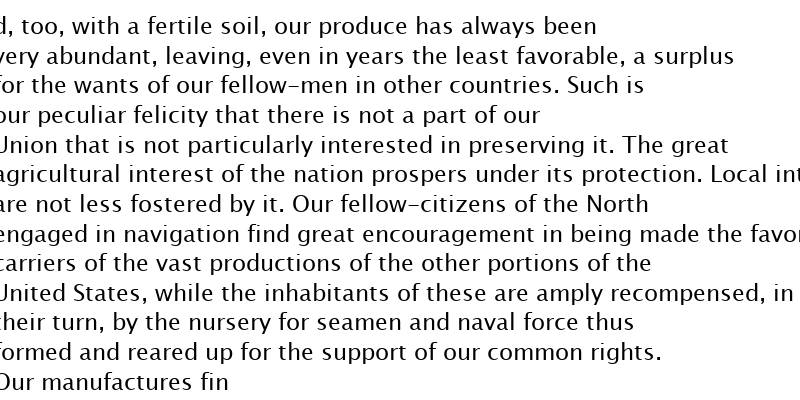 d, too, with a fertile soil, our produce has always been
very abundant, leaving, even in years the least favorable, a surplus
for the wants of our fellow-men in other countries. Such is
our peculiar felicity that there is not a part of our
Union that is not particularly interested in preserving it. The great
agricultural interest of the nation prospers under its protection. Local int
are not less fostered by it. Our fellow-citizens of the North
engaged in navigation find great encouragement in being made the favor
carriers of the vast productions of the other portions of the
United States, while the inhabitants of these are amply recompensed, in
their turn, by the nursery for seamen and naval force thus
formed and reared up for the support of our common rights.
Our manufactures fin